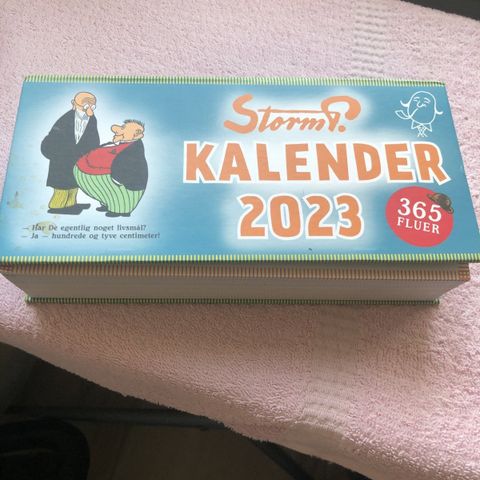 Storm P.
KALENDER
2023
365
FLUER
— Har De egentlig noget livsmål?
— Ja — hundrede og tyve centimeter!